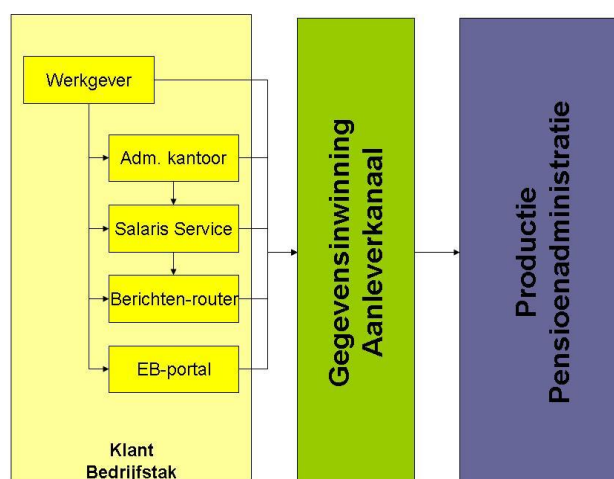 Werkgever
Adm. kantoor
Salaris Service
Berichten-router
EB-portal
Klant
Bedrijfstak
Gegevensinwinning
Aanleverkanaal
Productie
Pensioenadministratie